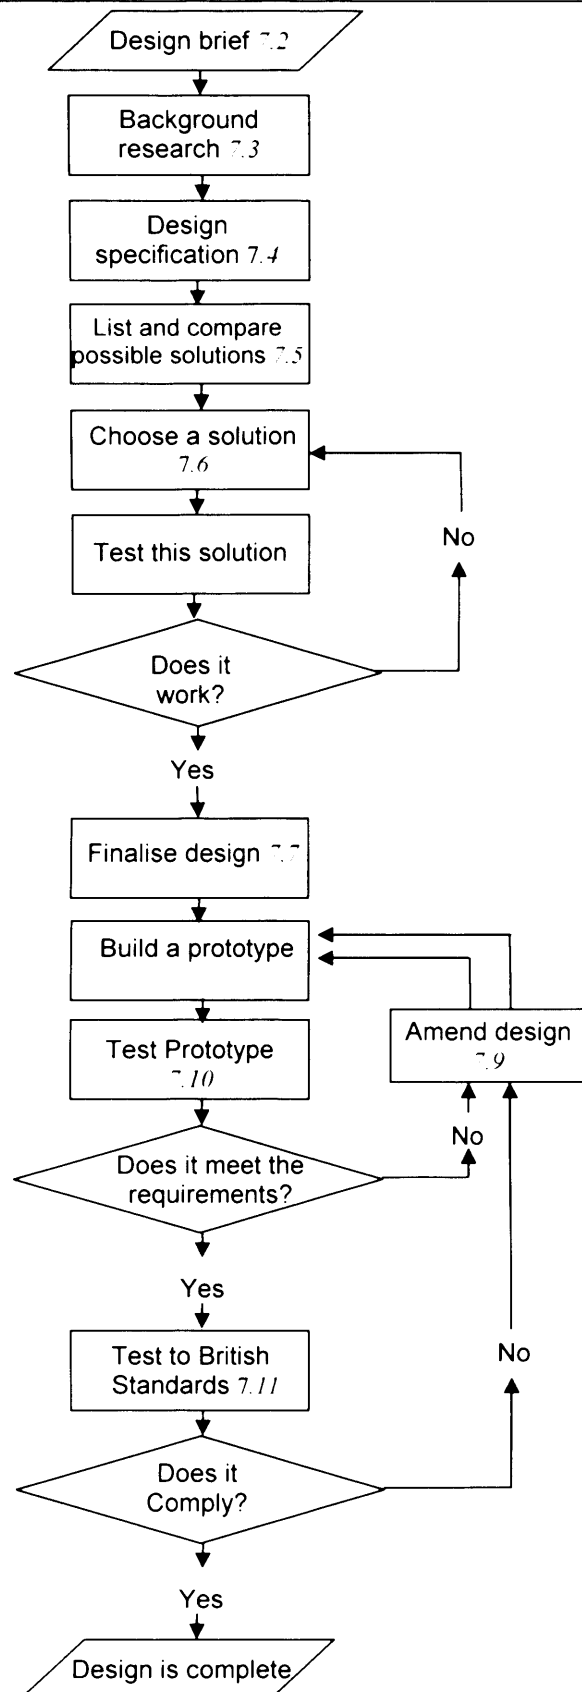 Design brief 7.2
Background
research 7.3
Design
specification 7.4
List and compare
possible solutions 7.5
Choose a solution
7.6
Test this solution
No
Does it
work?
Yes
Finalise design 7.7
Build a prototype
Amend design
7.9
Test Prototype
7.10
No
Does it meet the
requirements?
Yes
Test to British
Standards 7.11
No
Does it
Comply?
Yes
Design is complete